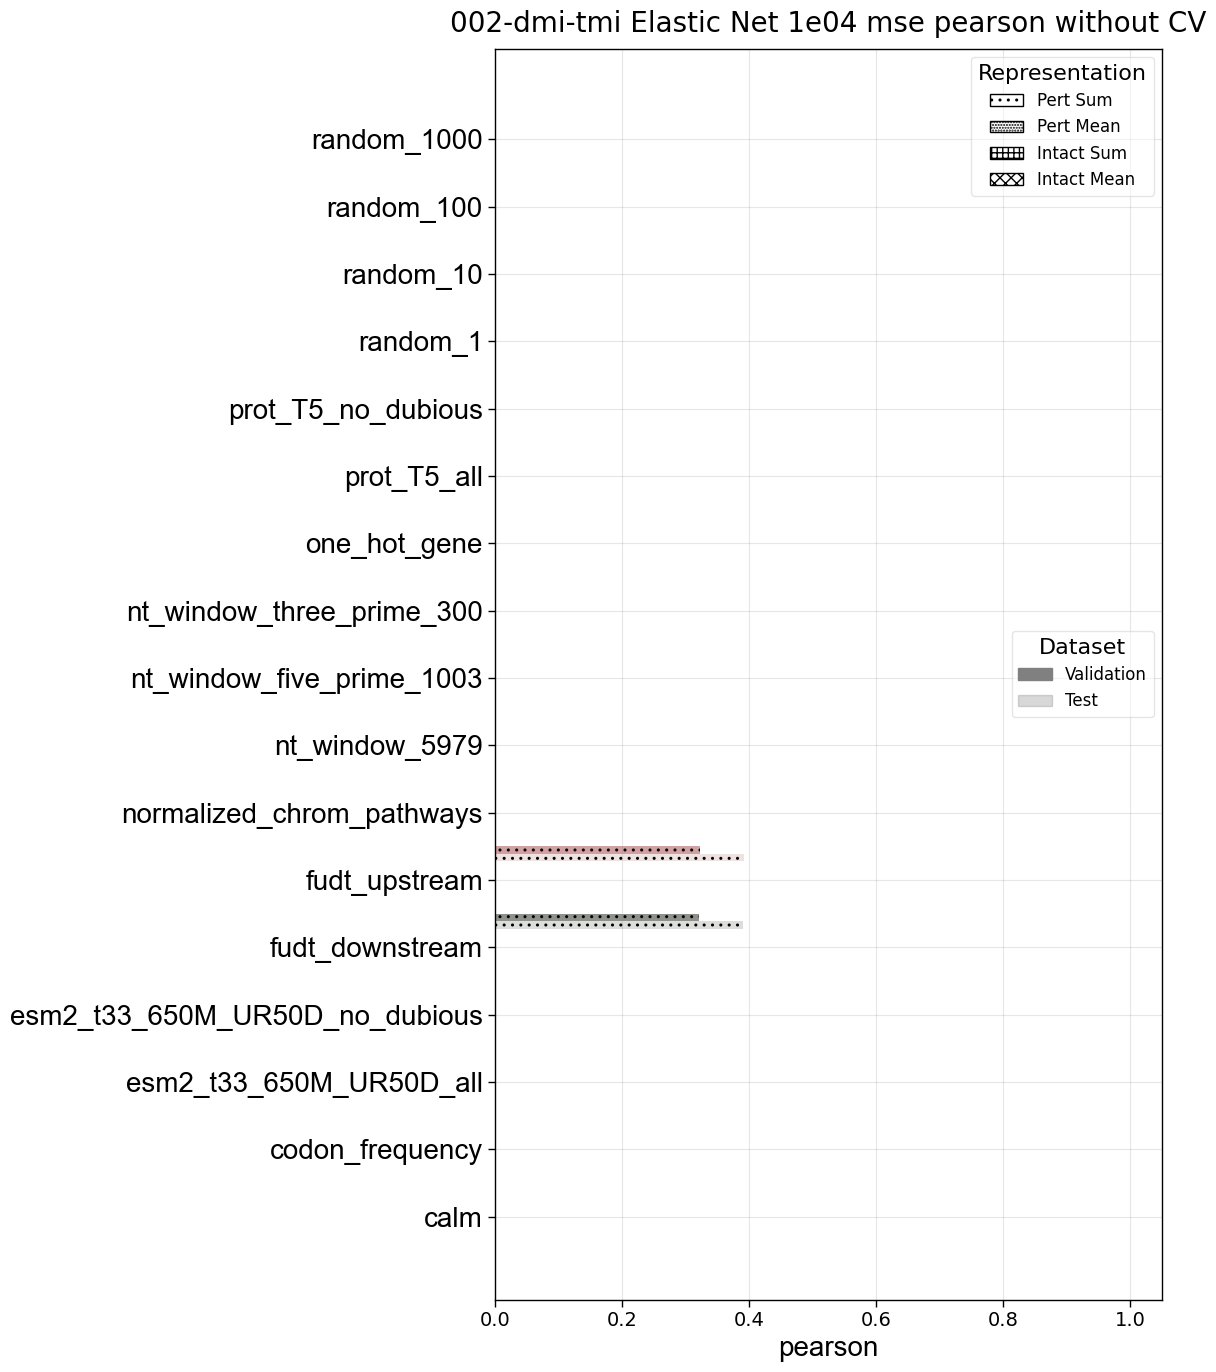 002-dmi-tmi Elastic Net 1e04 mse pearson without CV
Representation
Pert Sum
Pert Mean
Intact Sum
Intact Mean
random_1000
random_100
random_10
random_1
prot_T5_no_dubious
prot_T5_all
one_hot_gene
nt_window_three_prime_300
Dataset
Validation
Test
nt_window_five_prime_1003
nt_window_5979
normalized_chrom_pathways
fudt_upstream
fudt_downstream
esm2_t33_650M_UR50D_no_dubious
esm2_t33_650M_UR50D_all
codon_frequency
calm
0.0 0.2 0.4 0.6 0.8 1.0
pearson